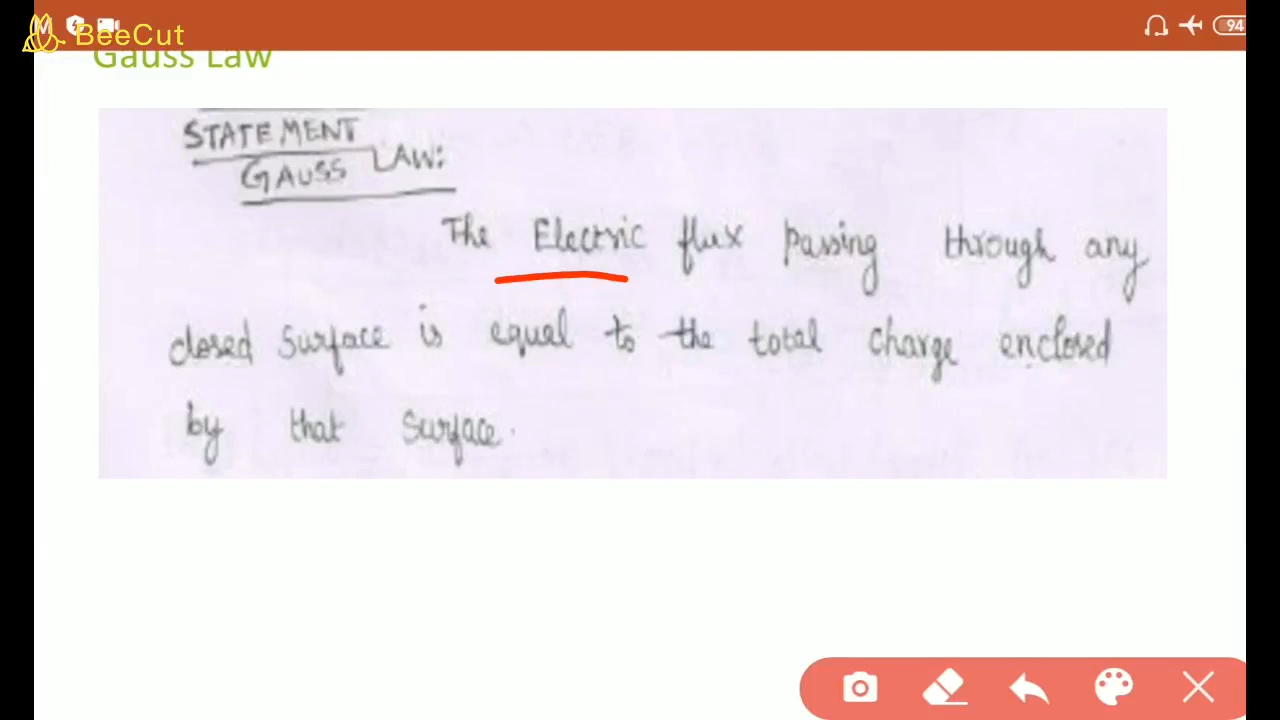 BeeCut
94
Gauss Law
STATEMENT
GAUSS LAW:
The Electric flux passing through any
closed surface is equal to the total charge enclosed
by that surface.